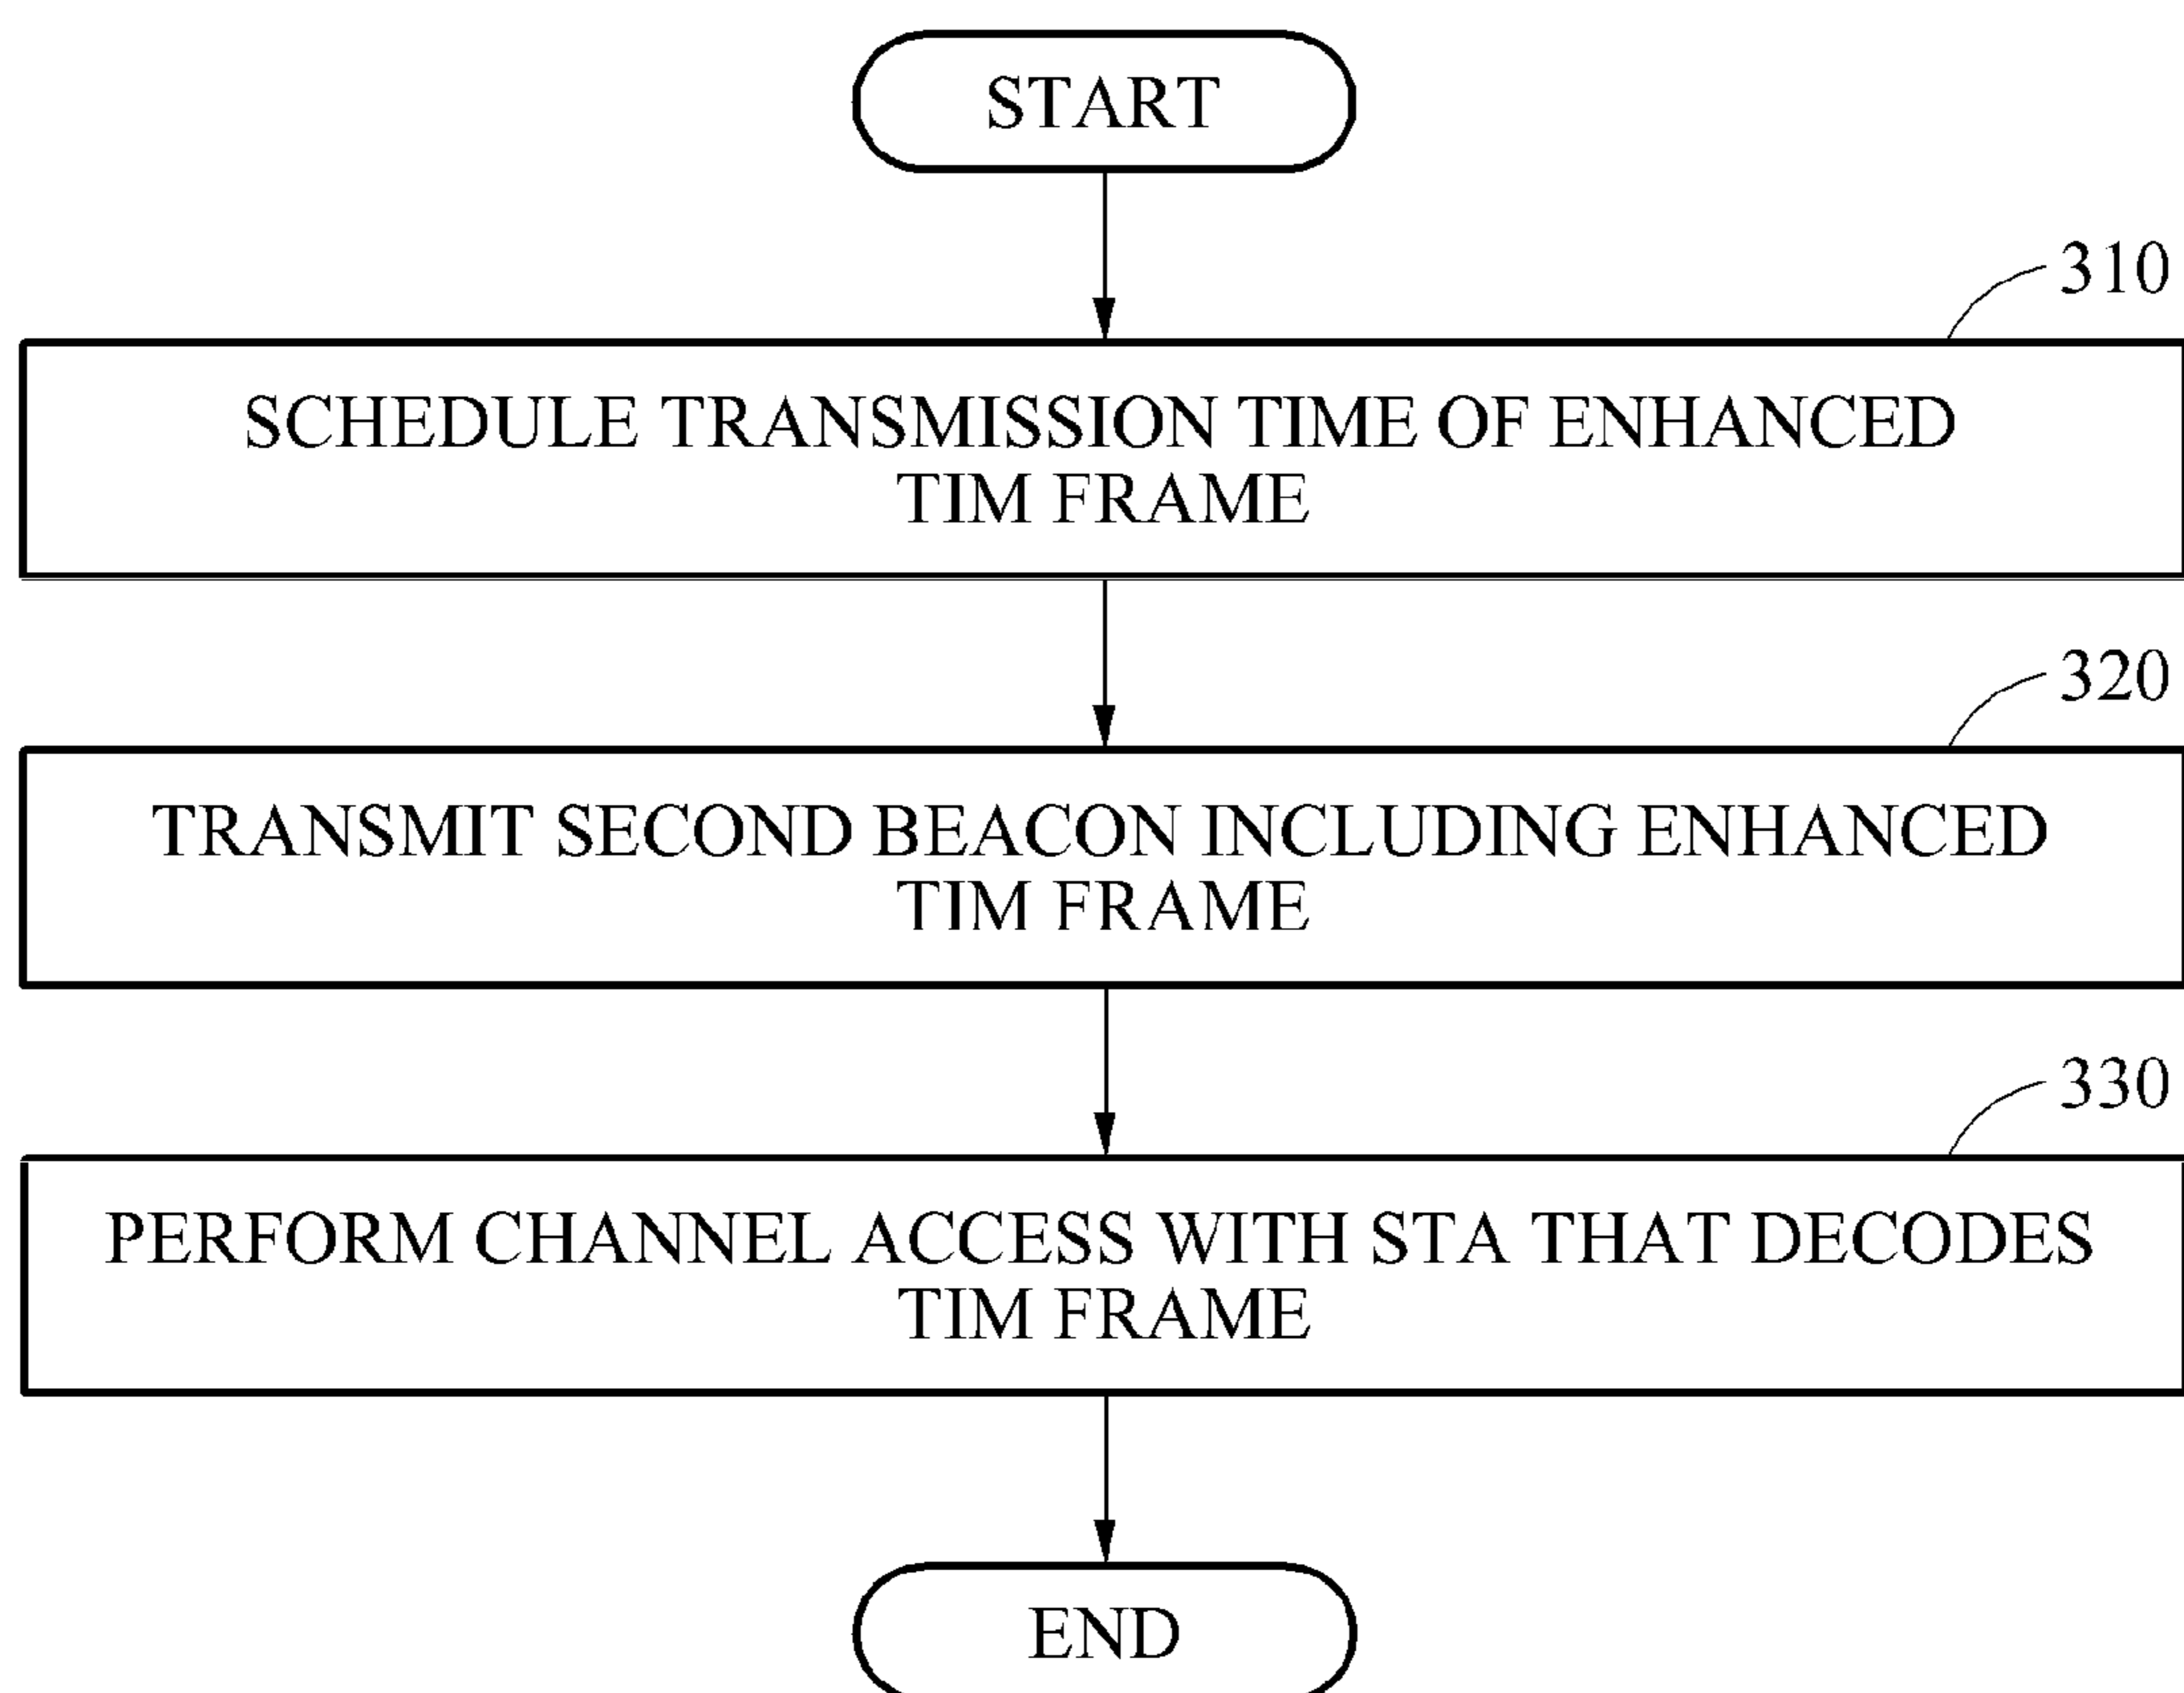 START
310
SCHEDULE TRANSMISSION TIME OF ENHANCED
TIM FRAME
320
TRANSMIT SECOND BEACON INCLUDING ENHANCED
TIM FRAME
330
PERFORM CHANNEL ACCESS WITH STA THAT DECODES
TIM FRAME
END